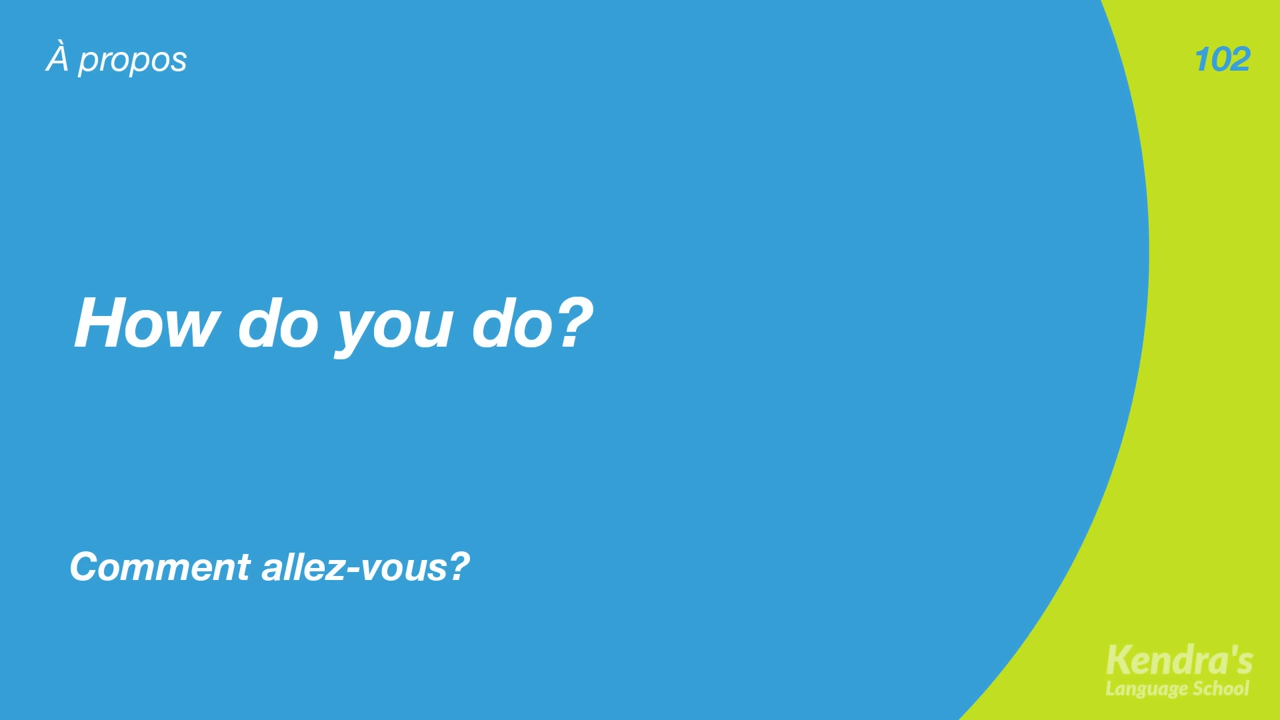 À propos
102
How do you do?
Comment allez-vous?
Kendra's
Language School